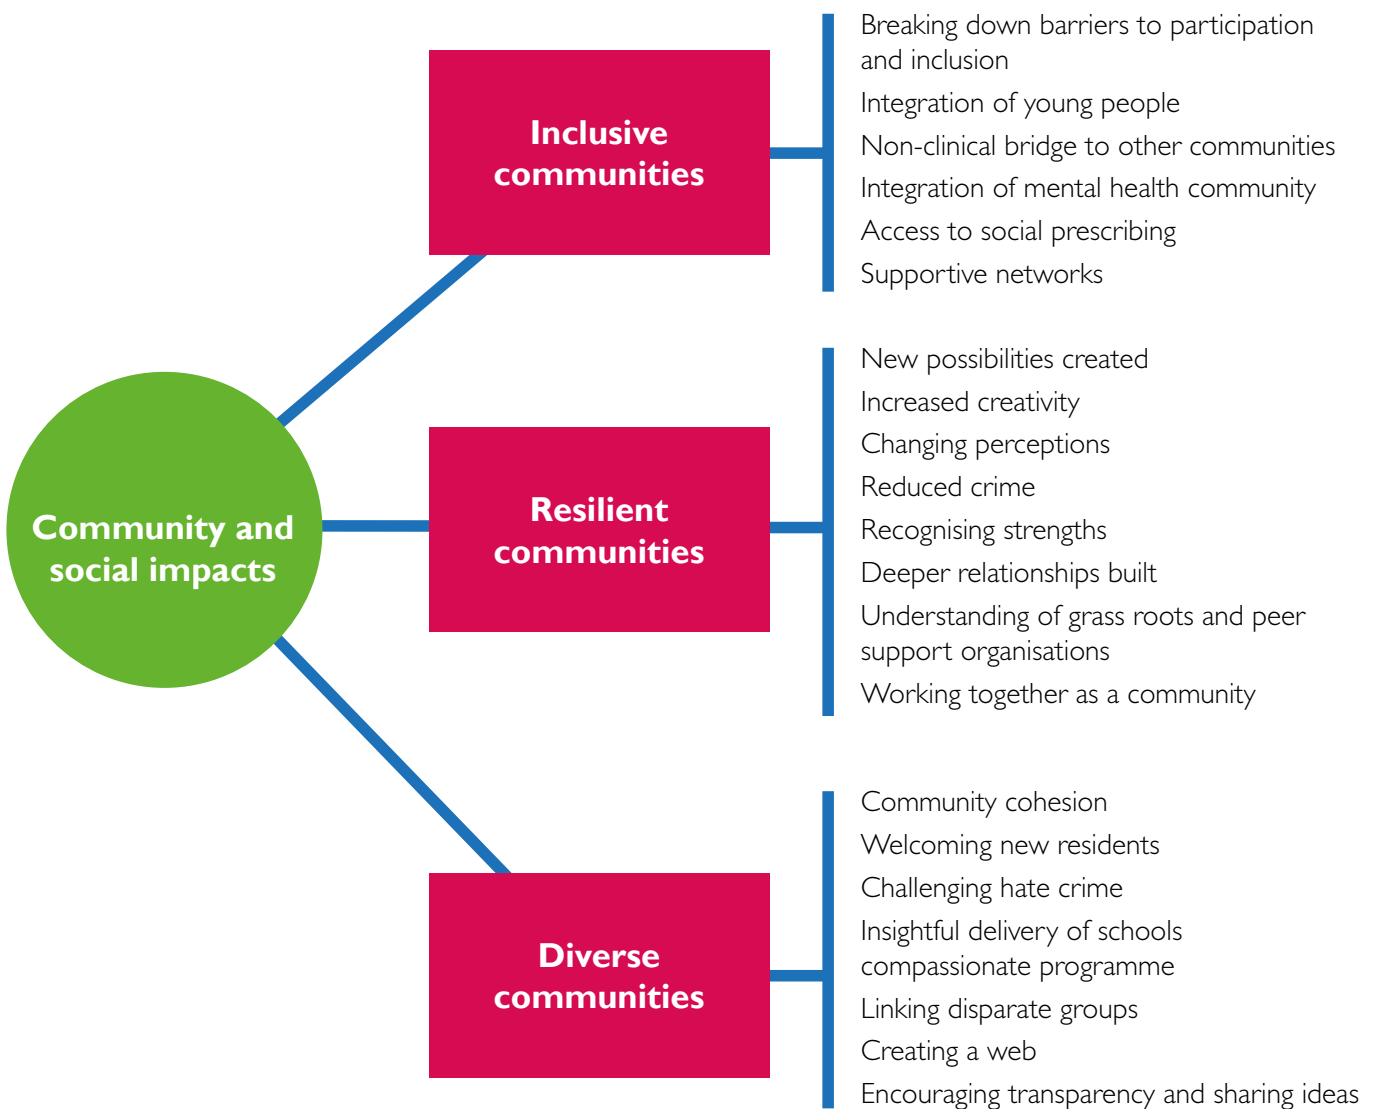 Community and
social impacts
Inclusive
communities
Breaking down barriers to participation
and inclusion
Integration of young people
Non-clinical bridge to other communities
Integration of mental health community
Access to social prescribing
Supportive networks
Resilient
communities
New possibilities created
Increased creativity
Changing perceptions
Reduced crime
Recognising strengths
Deeper relationships built
Understanding of grass roots and peer
support organisations
Working together as a community
Diverse
communities
Community cohesion
Welcoming new residents
Challenging hate crime
Insightful delivery of schools
compassionate programme
Linking disparate groups
Creating a web
Encouraging transparency and sharing ideas